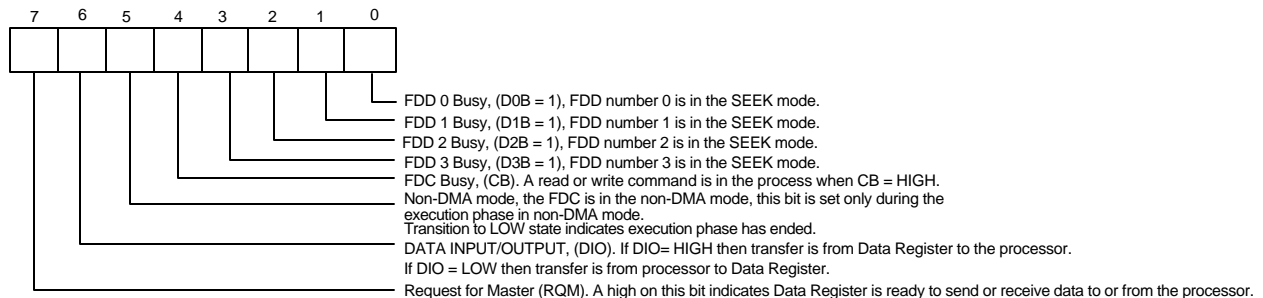 7 6 5 4 3 2 1 0
FDD 0 Busy, (D0B = 1), FDD number 0 is in the SEEK mode.
FDD 1 Busy, (D1B = 1), FDD number 1 is in the SEEK mode.
FDD 2 Busy, (D2B = 1), FDD number 2 is in the SEEK mode.
FDD 3 Busy, (D3B = 1), FDD number 3 is in the SEEK mode.
FDC Busy, (CB). A read or write command is in the process when CB = HIGH.
Non-DMA mode, the FDC is in the non-DMA mode, this bit is set only during the
execution phase in non-DMA mode.
Transition to LOW state indicates execution phase has ended.
DATA INPUT/OUTPUT, (DIO). If DIO= HIGH then transfer is from Data Register to the processor.
If DIO = LOW then transfer is from processor to Data Register.
Request for Master (RQM). A high on this bit indicates Data Register is ready to send or receive data to or from the processor.